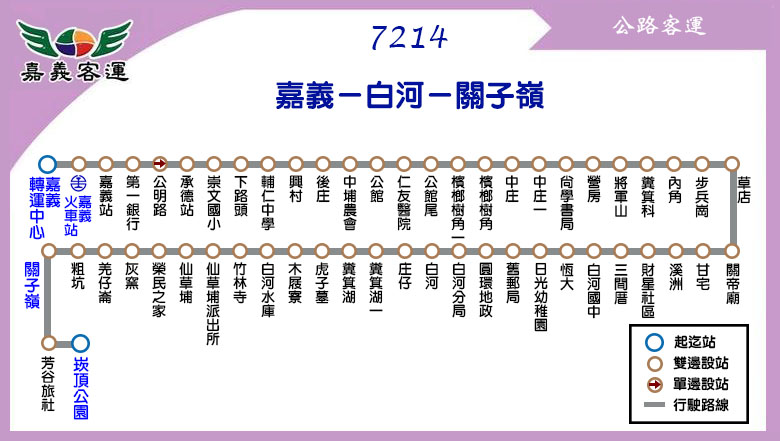 嘉義客運
7214
公路客運
嘉義－白河－關子嶺
嘉義轉運中心
嘉義火車站
嘉義站
第一銀行
公明路
承德站
崇文國小
下路頭
輔仁中學
興村
後庄
中埔農會
公館
仁友醫院
公館尾
檳榔樹角一
檳榔樹角
中庄
中庄一
尙學書局
營房
將軍山
糞箕科
內角
步兵崗
草店
關帝廟
甘宅
溪洲
財星社區
三間厝
白河國中
恆大
日光幼稚園
舊郵局
圓環地政
白河分局
白河
庄仔
糞箕湖一
糞箕湖
虎子墓
木屐寮
白河水庫
竹林寺
仙草埔派出所
仙草埔
榮民之家
灰窯
羌仔崙
粗坑
關子嶺
芳谷旅社
崁頂公園
起迄站
雙邊設站
單邊設站
行駛路線